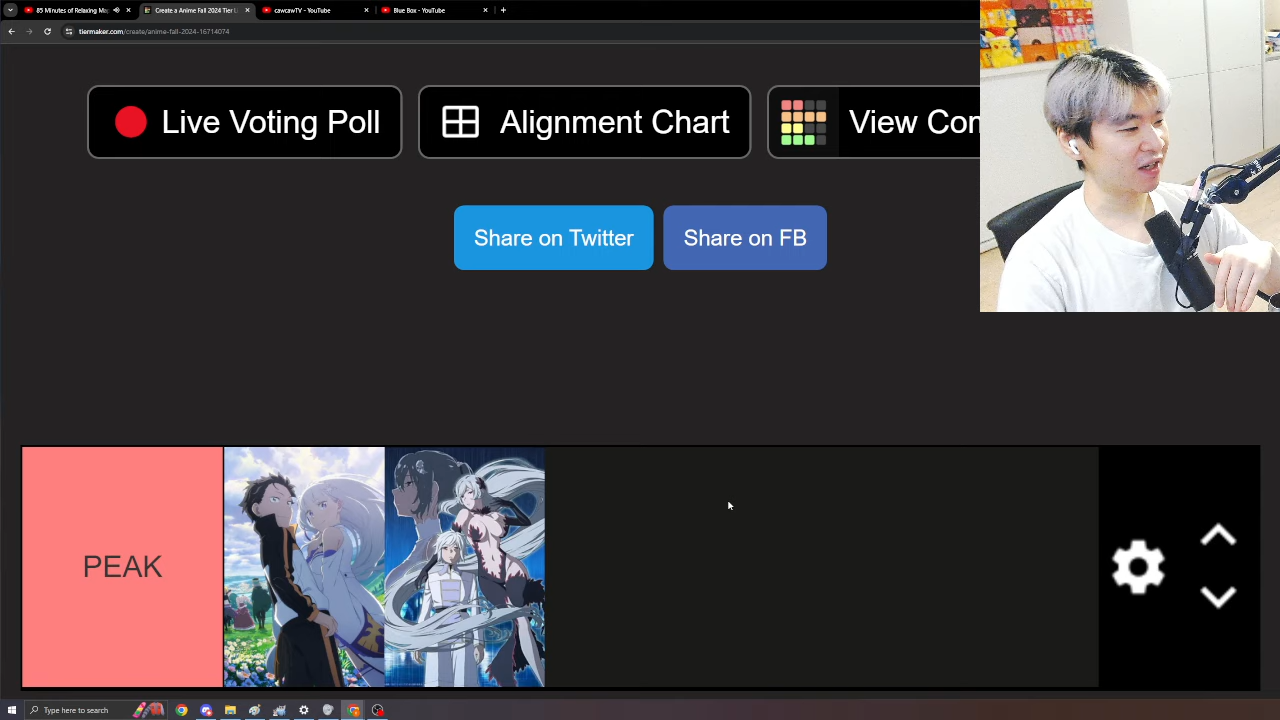 85 Minutes of Relaxing Ma
Create a Anime Fall 2024 Tier L
cawcawTV - YouTube
Blue Box - YouTube
tiermaker.com/create/anime-fall-2024-16714074
Live Voting Poll
Alignment Chart
View Com
Share on Twitter
Share on FB
PEAK
Type here to search